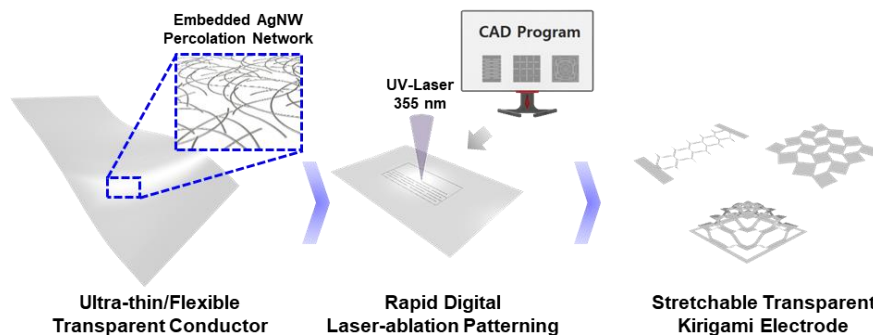 Embedded AgNW
Percolation Network
CAD Program
UV-Laser
355 nm
Ultra-thin/Flexible
Transparent Conductor
Rapid Digital
Laser-ablation Patterning
Stretchable Transparent
Kirigami Electrode